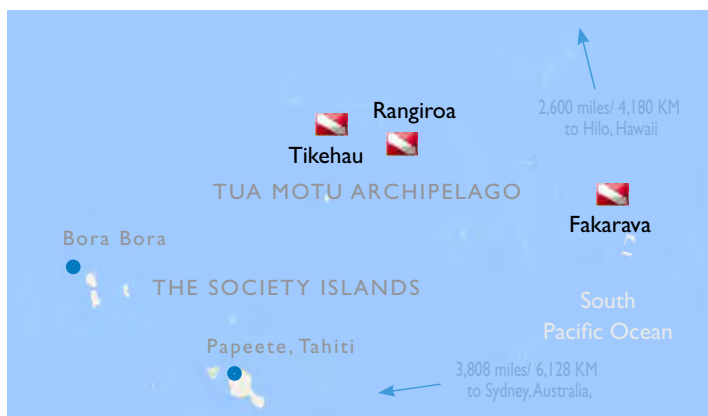 2,600 miles/ 4,180 KM
to Hilo, Hawaii
Rangiroa
Tikehau
TUA MOTU ARCHIPELAGO
Fakarava
Bora Bora
THE SOCIETY ISLANDS
South
Pacific Ocean
Papeete, Tahiti
3,808 miles/ 6,128 KM
to Sydney, Australia,